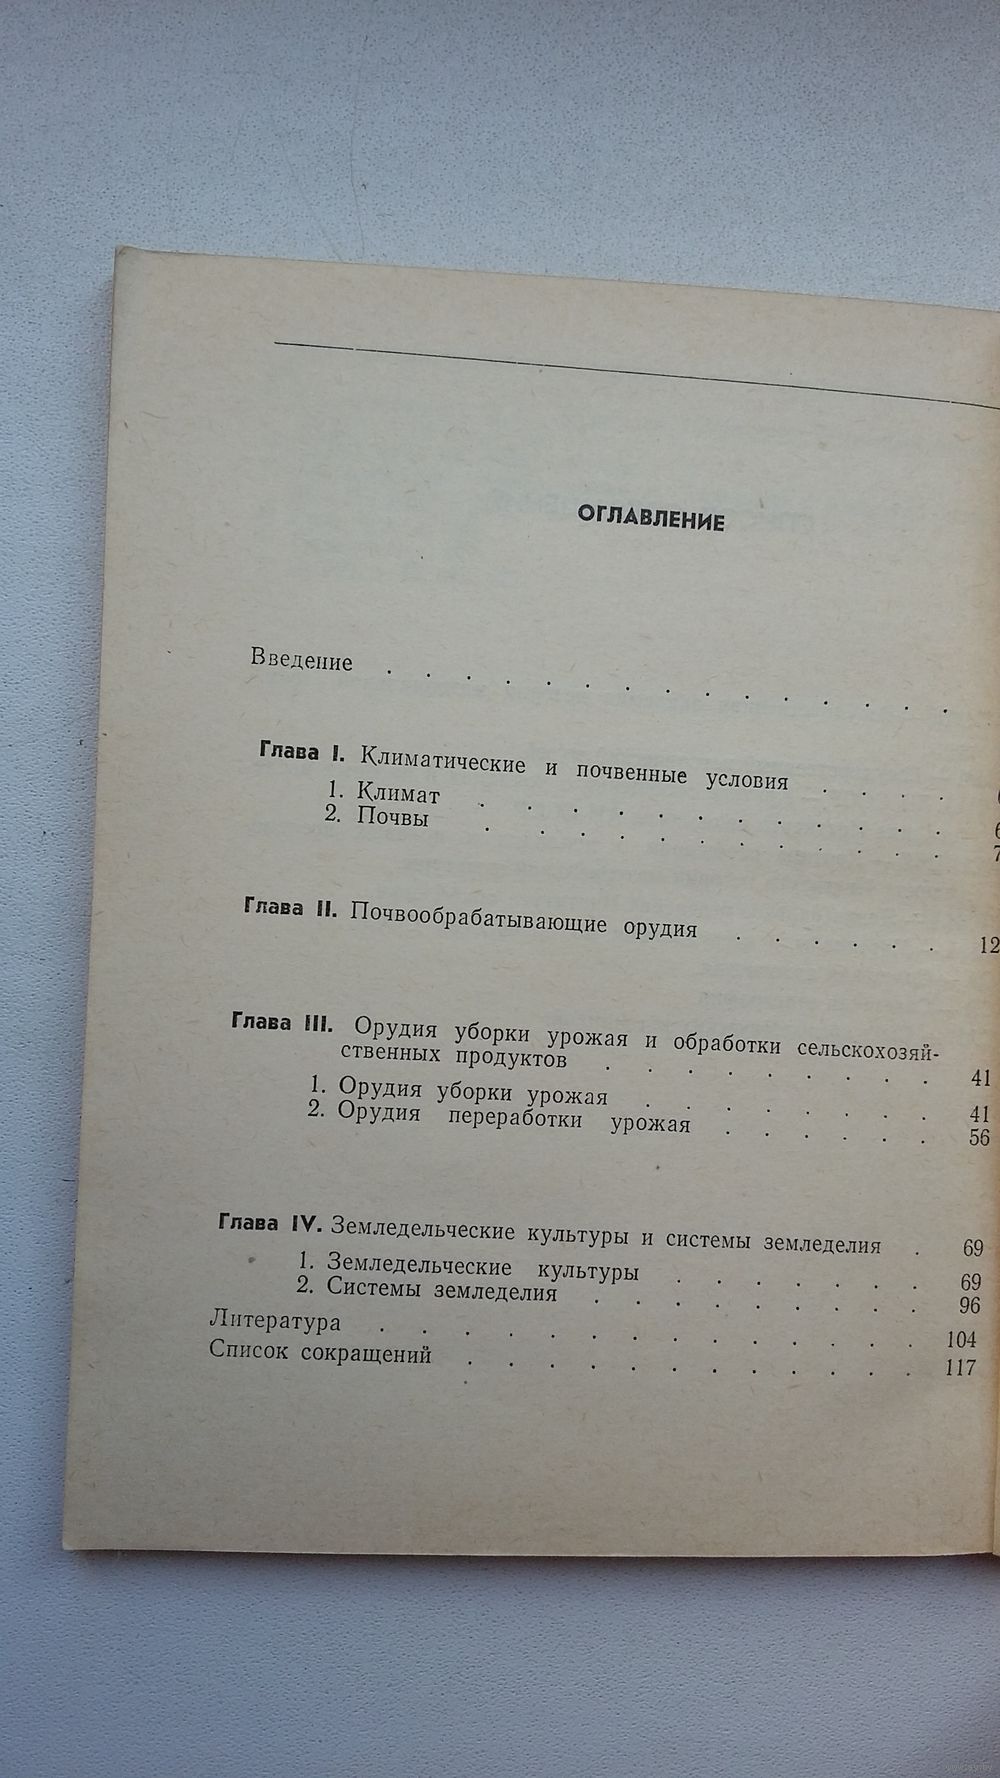 ОГЛАВЛЕНИЕ
Введение . . . . . . . . . . . . . . .
Глава I. Климатические и почвенные условия . . . .
1. Климат . . . . . . . . . . . . 6
2. Почвы . . . . . . . . . . . 7
Глава II. Почвообрабатывающие орудия . . . . . . 12
Глава III. Орудия уборки урожая и обработки сельскохозяй-
ственных продуктов . . . . . . . . . 41
1. Орудия уборки урожая . . . . . . . . 41
2. Орудия переработки урожая . . . . . . 56
Глава IV. Земледельческие культуры и системы земледелия . 69
1. Земледельческие культуры . . . . . . . 69
2. Системы земледелия . . . . . . . . . 96
Литература . . . . . . . . . . . . . . 104
Список сокращений . . . . . . . . . . . . 117